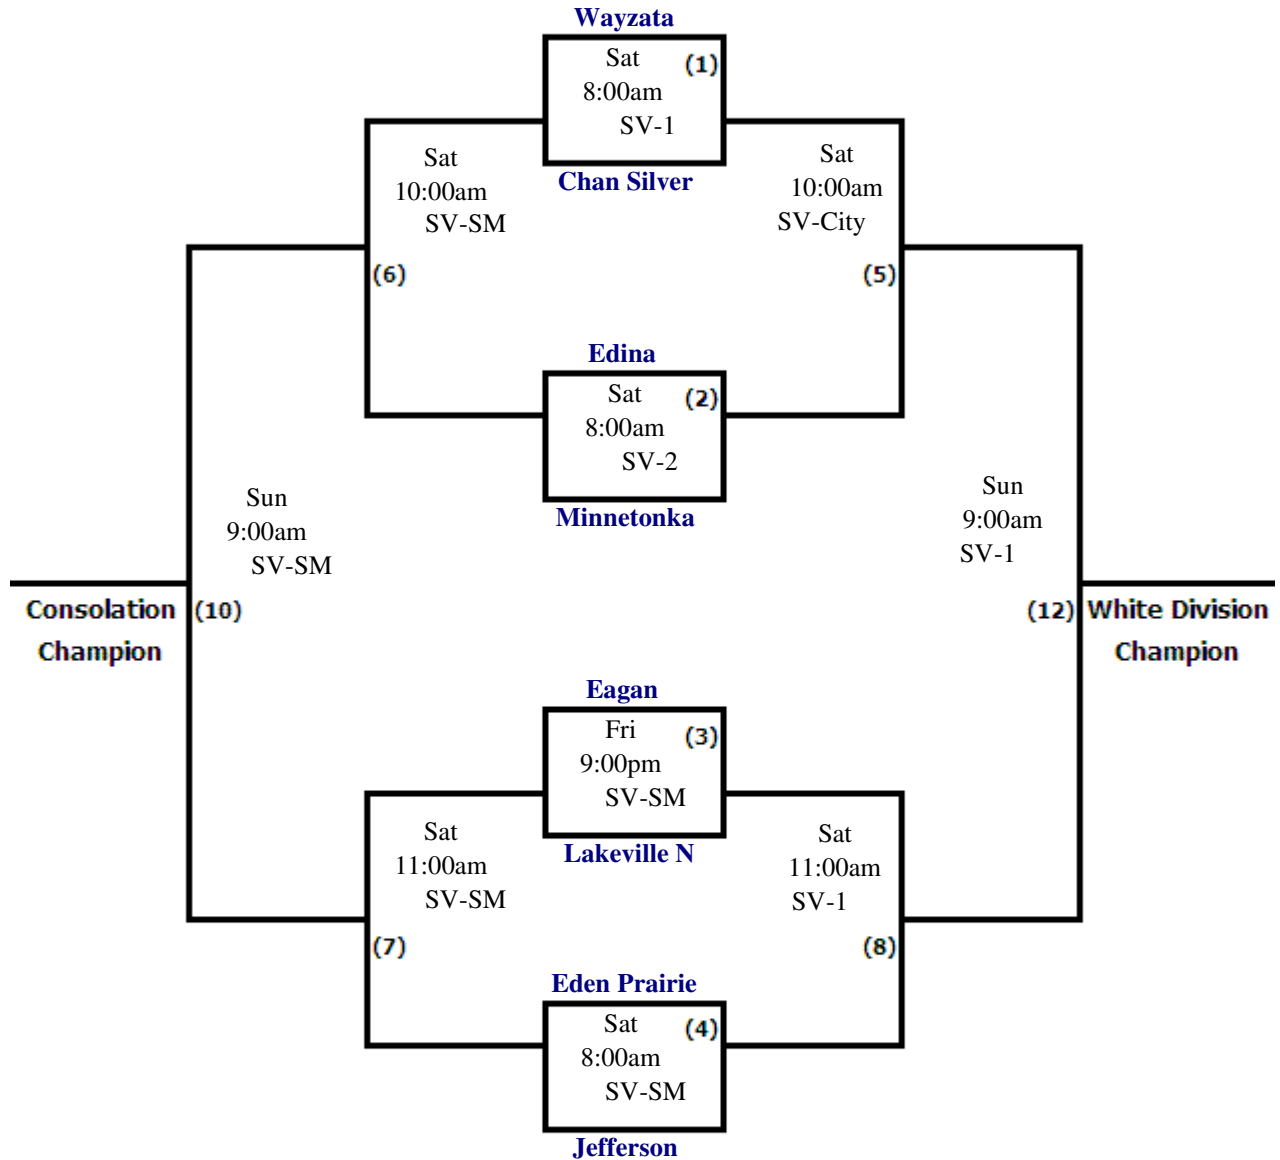 Wayzata
Sat
(1)
8:00am
SV-1
Chan Silver
Sat
10:00am
SV-SM
(6)
Sat
10:00am
SV-City
(5)
Edina
Sat
(2)
8:00am
SV-2
Minnetonka
Sun
9:00am
SV-SM
Consolation
Champion
(10)
Sun
9:00am
SV-1
(12)
White Division
Champion
Eagan
Fri
(3)
9:00pm
SV-SM
Lakeville N
Sat
11:00am
SV-SM
(7)
Sat
11:00am
SV-1
(8)
Eden Prairie
Sat
(4)
8:00am
SV-SM
Jefferson